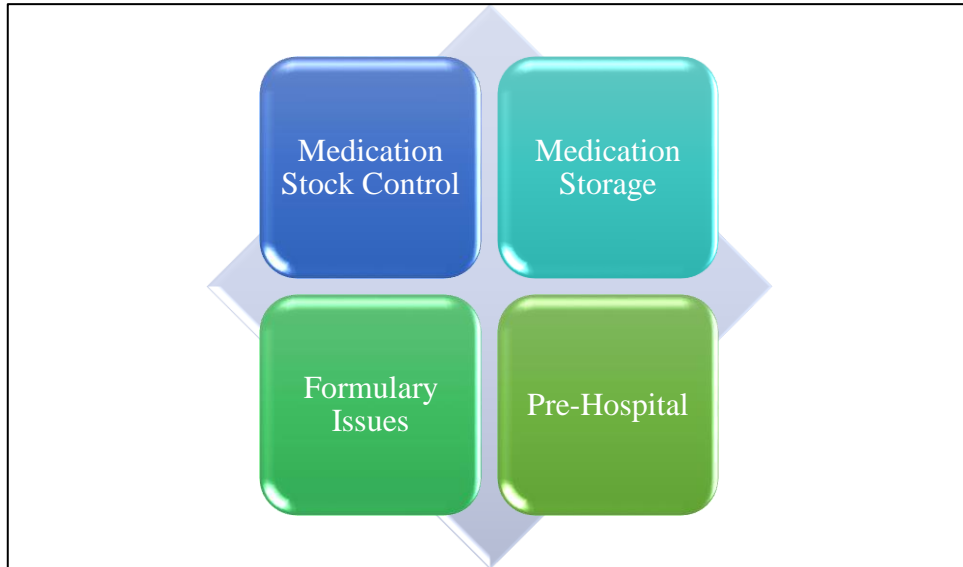 Medication
Stock Control
Medication
Storage
Formulary
Issues
Pre-Hospital